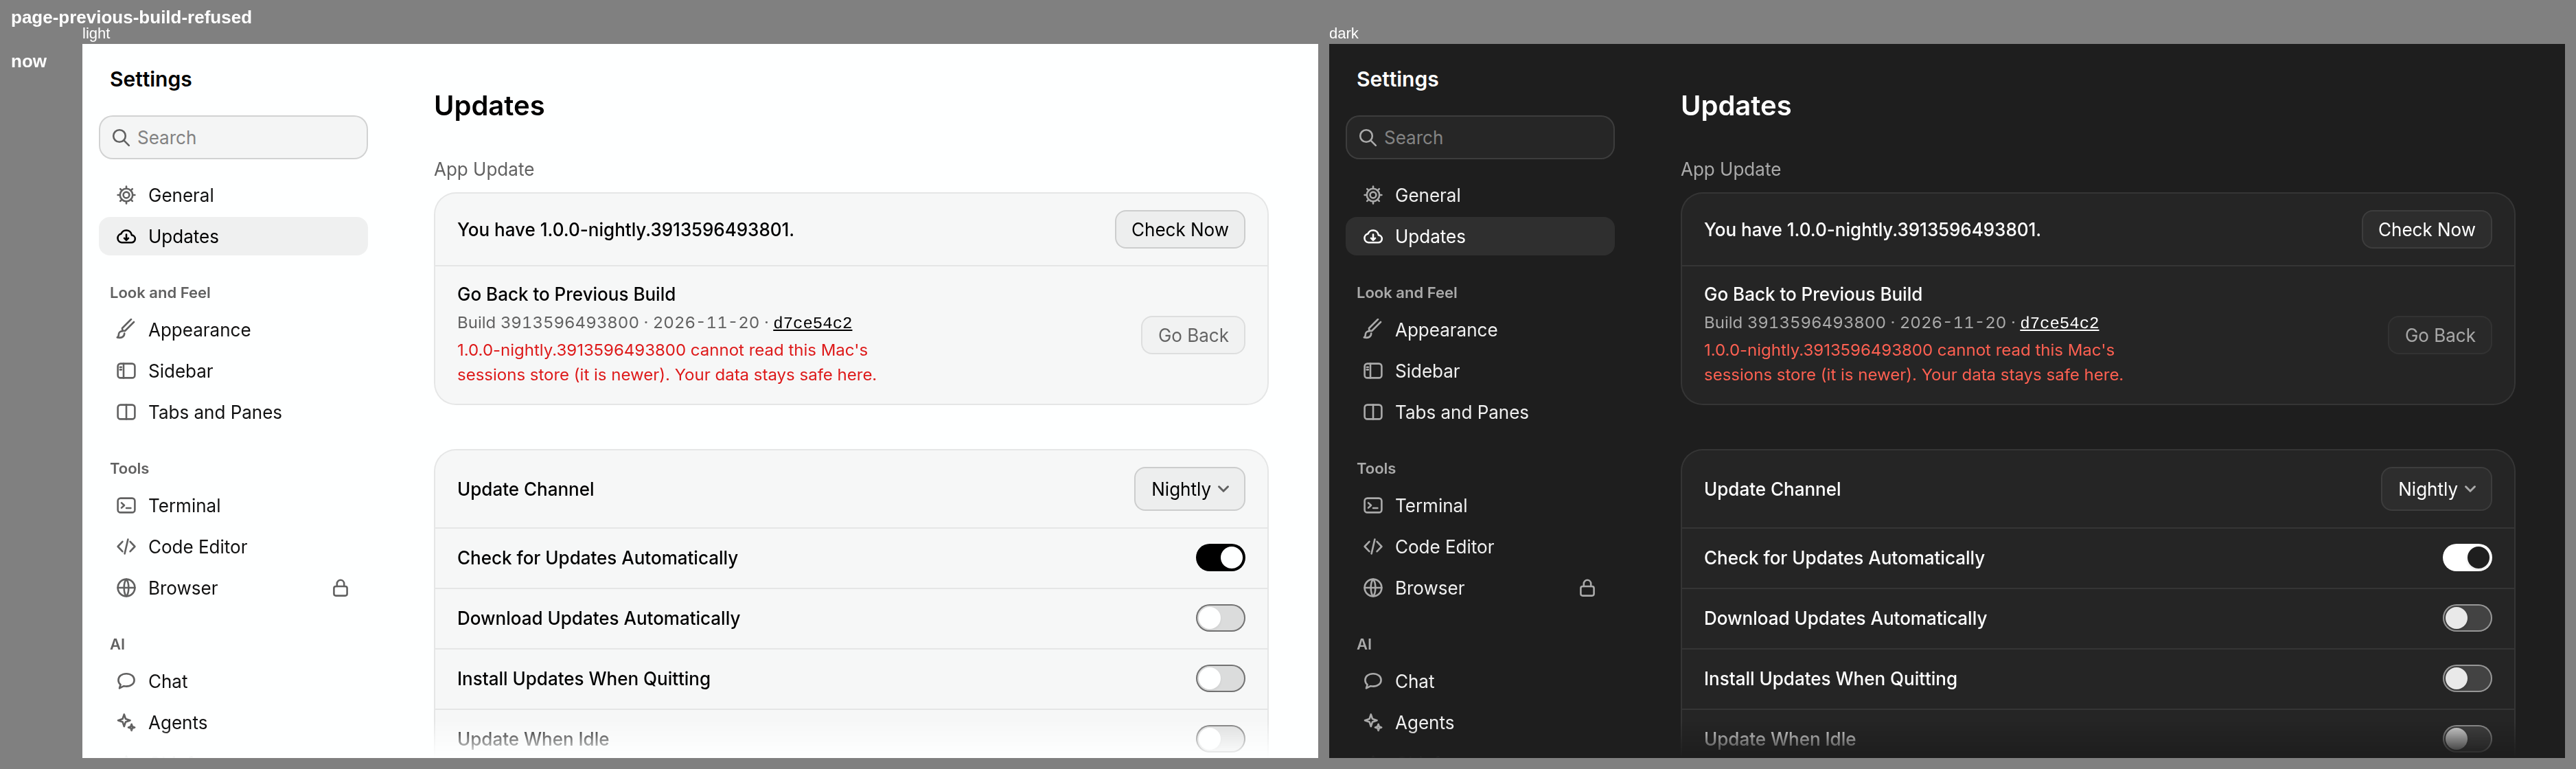 page-previous-build-refused
now
light
Settings
Search
General
Updates
Look and Feel
Appearance
Sidebar
Tabs and Panes
Tools
Terminal
Code Editor
Browser
AI
Chat
Agents
Updates
App Update
You have 1.0.0-nightly.3913596493801.
Check Now
Go Back to Previous Build
Build 3913596493800 · 2026-11-20 · d7ce54c2
1.0.0-nightly.3913596493800 cannot read this Mac's
sessions store (it is newer). Your data stays safe here.
Go Back
Update Channel
Nightly
Check for Updates Automatically
Download Updates Automatically
Install Updates When Quitting
Update When Idle
dark
Settings
Search
General
Updates
Look and Feel
Appearance
Sidebar
Tabs and Panes
Tools
Terminal
Code Editor
Browser
AI
Chat
Agents
Updates
App Update
You have 1.0.0-nightly.3913596493801.
Check Now
Go Back to Previous Build
Build 3913596493800 · 2026-11-20 · d7ce54c2
1.0.0-nightly.3913596493800 cannot read this Mac's
sessions store (it is newer). Your data stays safe here.
Go Back
Update Channel
Nightly
Check for Updates Automatically
Download Updates Automatically
Install Updates When Quitting
Update When Idle